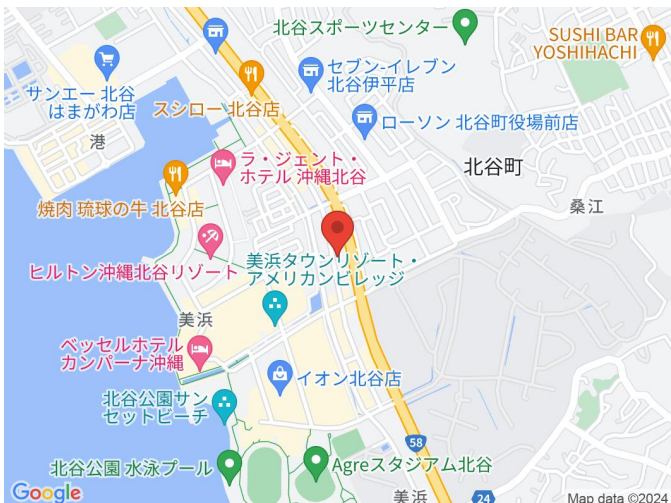 北谷スポーツセンター
SUSHI BAR
YOSHIHACHI
サンエー 北谷
はまがわ店
スシロー 北谷店
セブン-イレブン
北谷伊平店
ローソン 北谷町役場前店
港
ラ・ジェント・
ホテル 沖縄北谷
北谷町
焼肉 琉球の牛 北谷店
桑江
ヒルトン沖縄北谷リゾート
美浜タウンリゾート・
アメリカンビレッジ
美浜
ベッセルホテル
カンパーナ沖縄
イオン北谷店
北谷公園サン
セットビーチ
58
北谷公園 水泳プール
Agreスタジアム北谷
美浜
24
Google
Map data ©2024